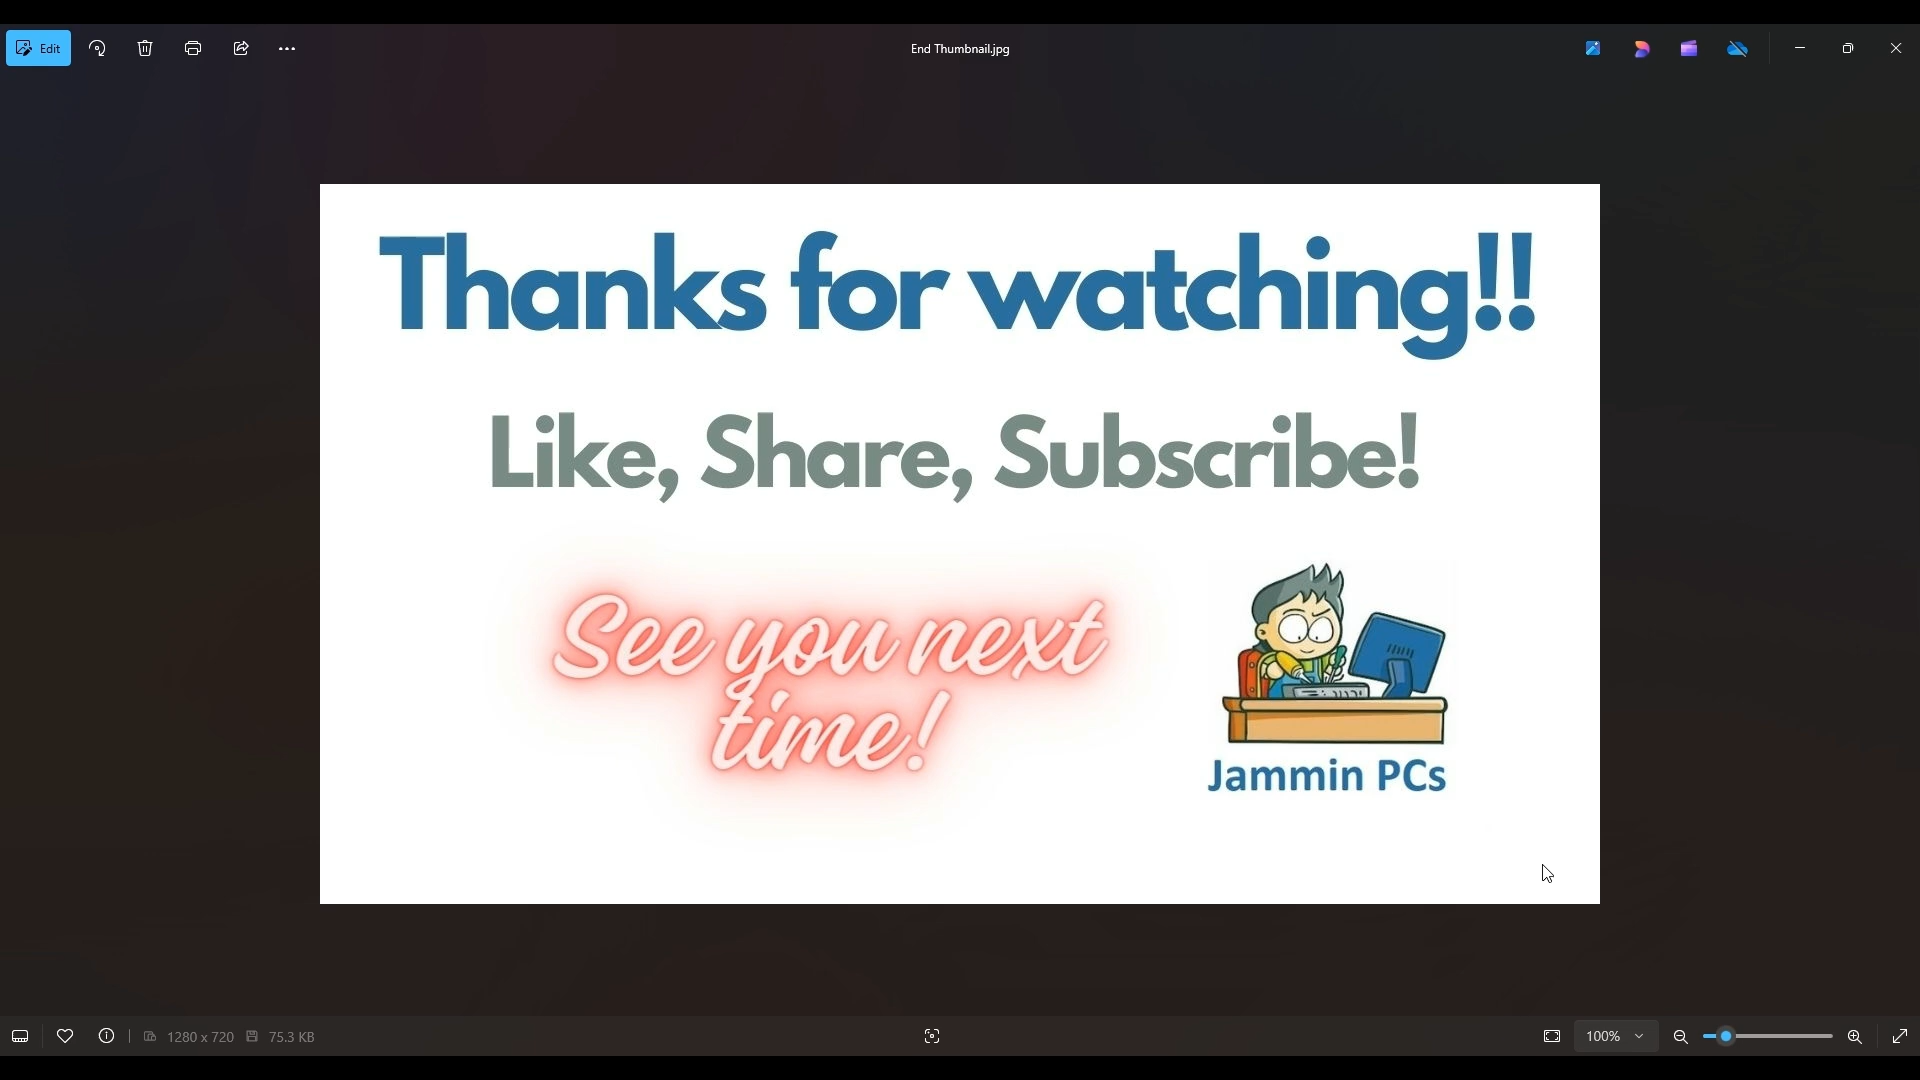 Edit
End Thumbnail.jpg
Thanks for watching!!
Like, Share, Subscribe!
See you next
time!
Jammin PCs
1280 x 720 75.3 KB
100%